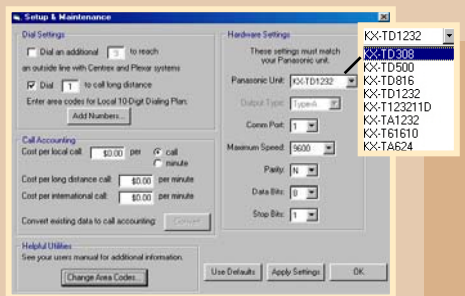 Setup & Maintenance
Dial Settings
Dial an additional 9 to reach
an outside line with Centrex and Plexar systems
Dial 1 to call long distance
Enter area codes for Local 10-Digit Dialing Plan:
Add Numbers...
Call Accounting
Cost per local call: $0.00 per call
minute
Cost per long distance call: $0.00 per minute
Cost per international call: $0.00 per minute
Convert existing data to call accounting: Convert
Helpful Utilities
See your users manual for additional information.
Change Area Codes...
Hardware Settings
These settings must match
your Panasonic unit.
Panasonic Unit: KX-TD1232
Output Type: Type-A
Comm Port: 1
Maximum Speed: 9600
Parity: N
Data Bits: 8
Stop Bits: 1
Use Defaults Apply Settings OK
KX-TD1232
KX-TD308
KX-TD500
KX-TD816
KX-TD1232
KX-T123211D
KX-TA1232
KX-T61610
KX-TA624